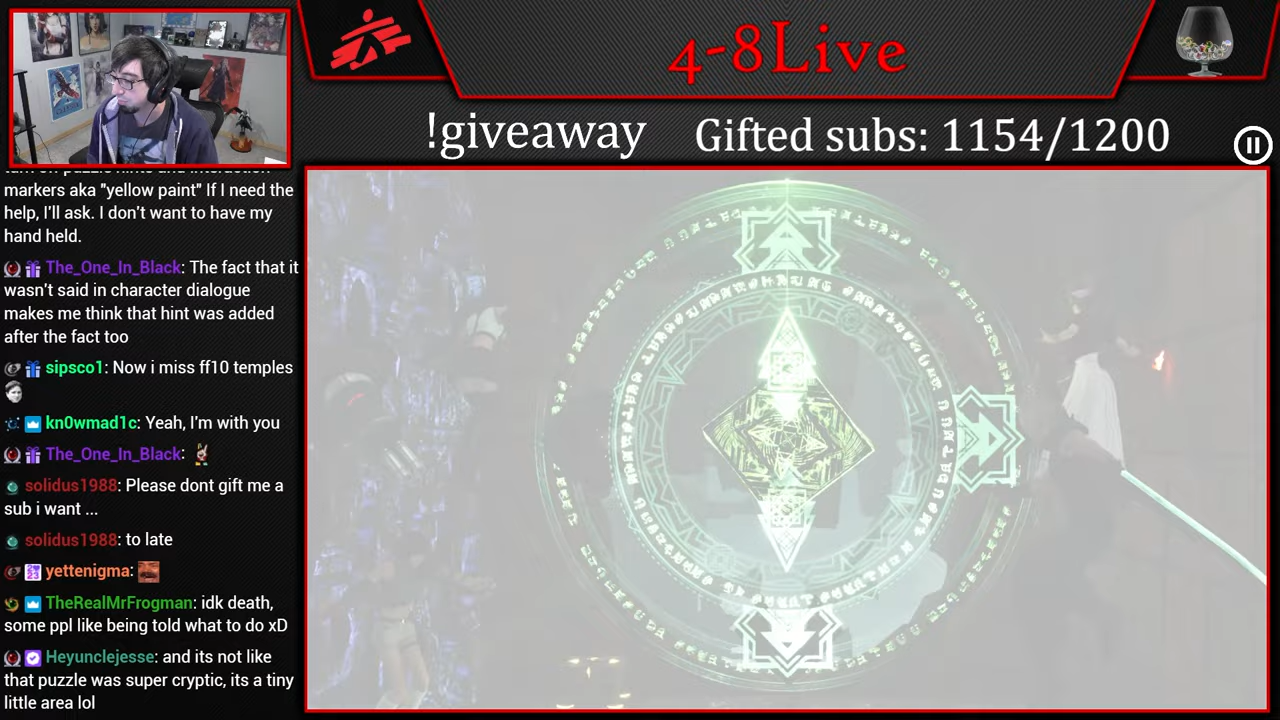 4-8Live
!giveaway
Gifted subs: 1154/1200
markers aka "yellow paint" If I need the
help, I'll ask. I don't want to have my
hand held.
The_One_In_Black: The fact that it
wasn't said in character dialogue
makes me think that hint was added
after the fact too
sipsco1: Now i miss ff10 temples
kn0wmad1c: Yeah, I'm with you
The_One_In_Black:
solidus1988: Please dont gift me a
sub i want ...
solidus1988: to late
yettenigma:
TheRealMrFrogman: idk death,
some ppl like being told what to do xD
Heyunclejesse: and its not like
that puzzle was super cryptic, its a tiny
little area lol